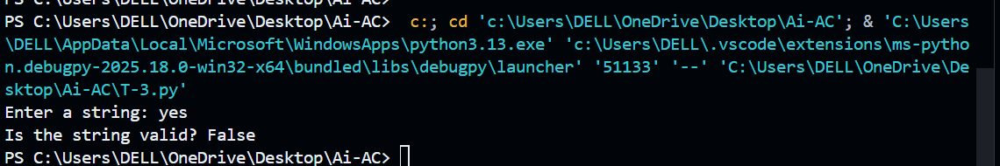 PS C:\Users\DELL\OneDrive\Desktop\Ai-AC>
PS C:\Users\DELL\OneDrive\Desktop\Ai-AC>  c:; cd 'c:\Users\DELL\OneDrive\Desktop\Ai-AC'; & 'C:\Users
\DELL\AppData\Local\Microsoft\WindowsApps\python3.13.exe' 'c:\Users\DELL\.vscode\extensions\ms-pytho
n.debugpy-2025.18.0-win32-x64\bundled\libs\debugpy\launcher' '51133' '--' 'C:\Users\DELL\OneDrive\De
sktop\Ai-AC\T-3.py'
Enter a string: yes
Is the string valid? False
PS C:\Users\DELL\OneDrive\Desktop\Ai-AC>